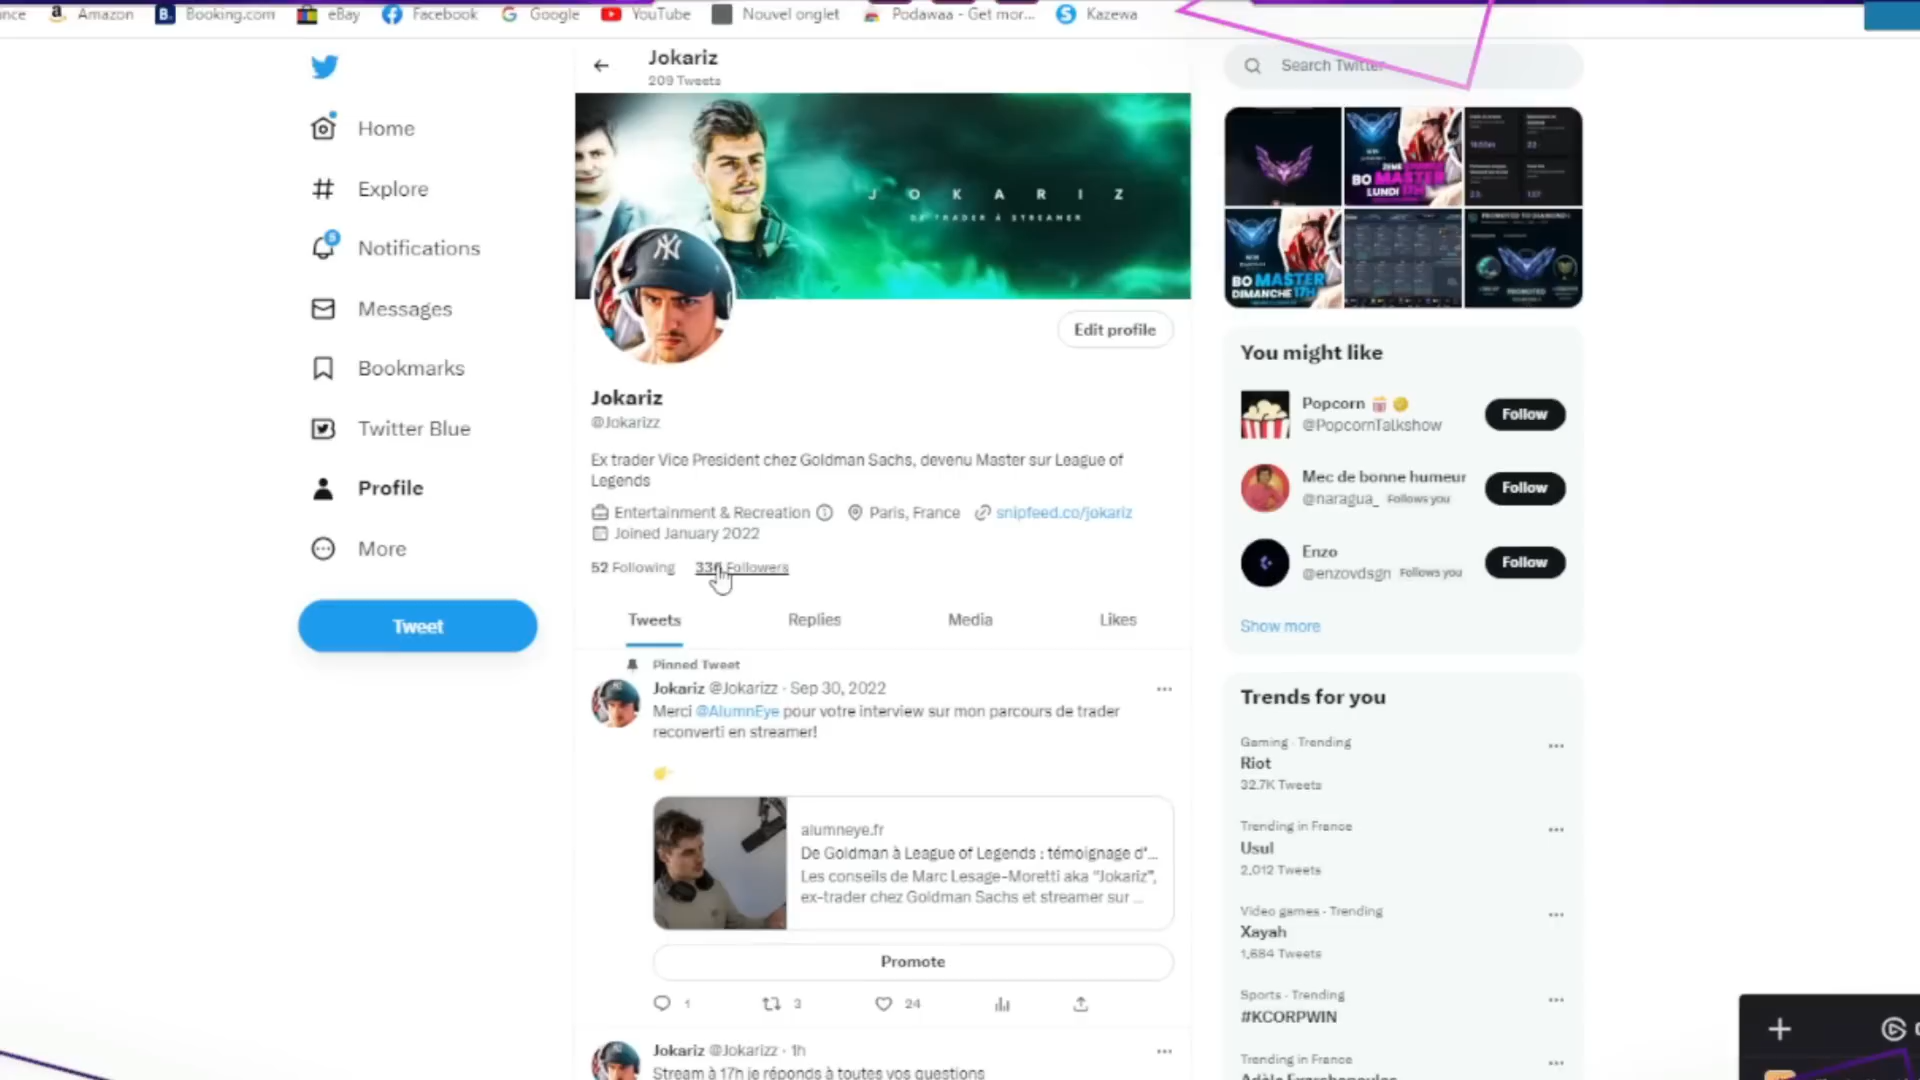 Amazon
Booking.com
eBay
Facebook
Google
YouTube
Nouvel onglet
Podawaa - Get mor...
Kazewa
Jokariz
209 Tweets
Search Twitter
Home
Explore
5
Notifications
Messages
Bookmarks
Twitter Blue
Profile
More
Tweet
JOKARIZ
DE TRADER À STREAMER
Edit profile
Jokariz
@Jokarizz
Ex trader Vice President chez Goldman Sachs, devenu Master sur League of
Legends
Entertainment & Recreation
Paris, France
snipfeed.co/jokariz
Joined January 2022
52 Following
Followers
Tweets
Replies
Media
Likes
Pinned Tweet
Jokariz @Jokarizz · Sep 30, 2022
Merci @AlumnEye pour votre interview sur mon parcours de trader
reconverti en streamer!
alumneye.fr
De Goldman à League of Legends : témoignage d'...
Les conseils de Marc Lesage-Moretti aka "Jokariz",
ex-trader chez Goldman Sachs et streamer sur ...
Promote
1
3
24
Jokariz @Jokarizz · 1h
Stream à 17h je réponds à toutes vos questions
BO MASTER
LUNDI 17H
BO MASTER
DIMANCHE 17H
PROMOTED
You might like
Popcorn
@PopcornTalkshow
Follow
Mec de bonne humeur
@naragua_ Follows you
Follow
Enzo
@enzovdsgn Follows you
Follow
Show more
Trends for you
Gaming · Trending
Riot
32.7K Tweets
Trending in France
Usul
2,012 Tweets
Video games · Trending
Xayah
1,684 Tweets
Sports · Trending
#KCORPWIN
Trending in France